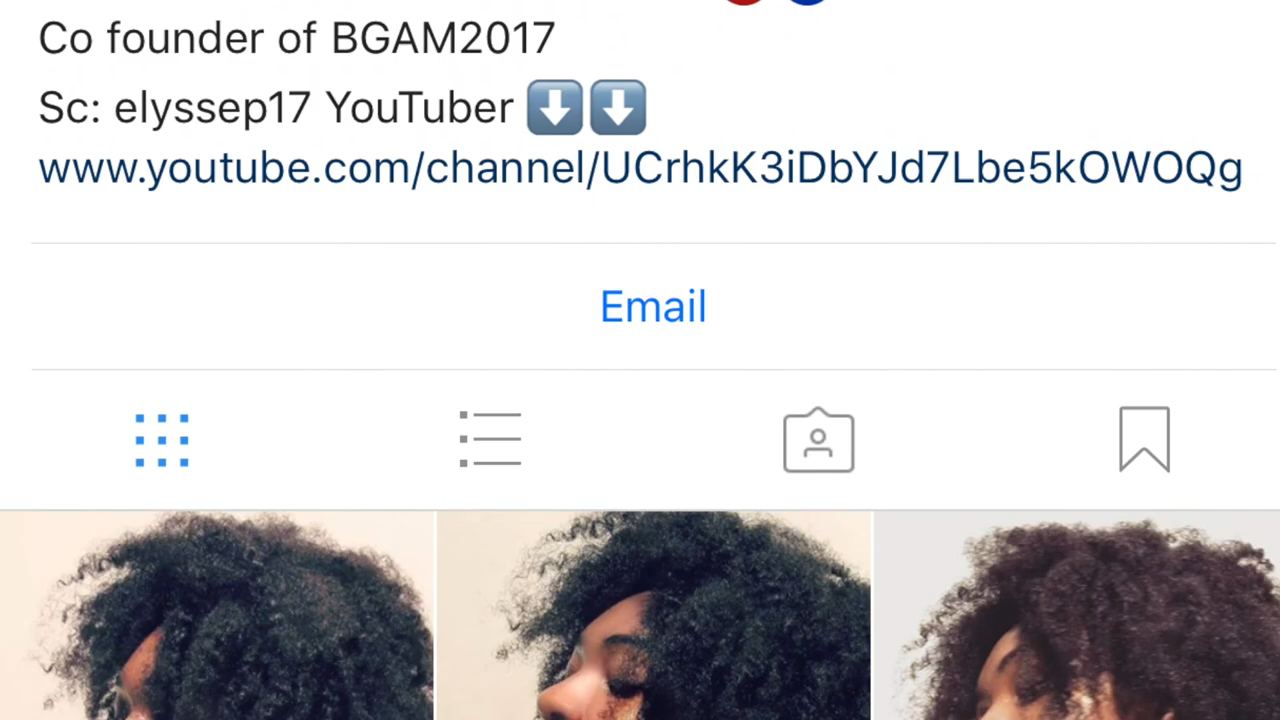 Co founder of BGAM2017
Sc: elyssep17 YouTuber ⬇️⬇️
www.youtube.com/channel/UCrhkK3iDbYJd7Lbe5kOWOQg
Email